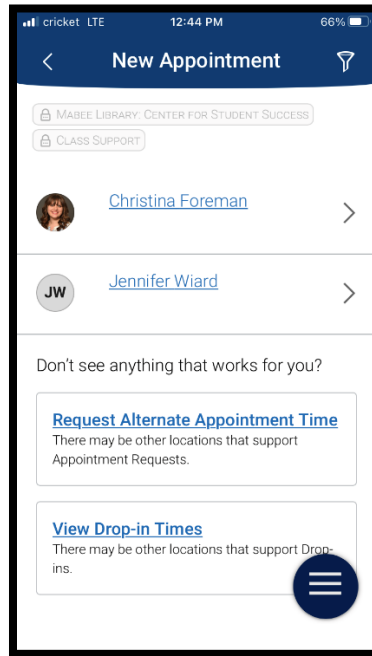 cricket LTE 12:44 PM 66%
New Appointment
MABEE LIBRARY: CENTER FOR STUDENT SUCCESS
CLASS SUPPORT
Christina Foreman
JW Jennifer Wiard
Don't see anything that works for you?
Request Alternate Appointment Time
There may be other locations that support
Appointment Requests.
View Drop-in Times
There may be other locations that support Drop-
ins.